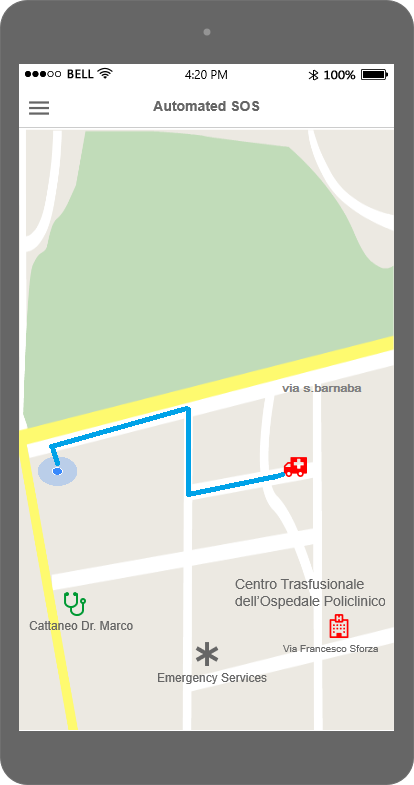 BELL 4:20 PM 100%
Automated SOS
via s.barnaba
Centro Trasfusionale
dell'Ospedale Policlinico
Cattaneo Dr. Marco
Via Francesco Sforza
Emergency Services